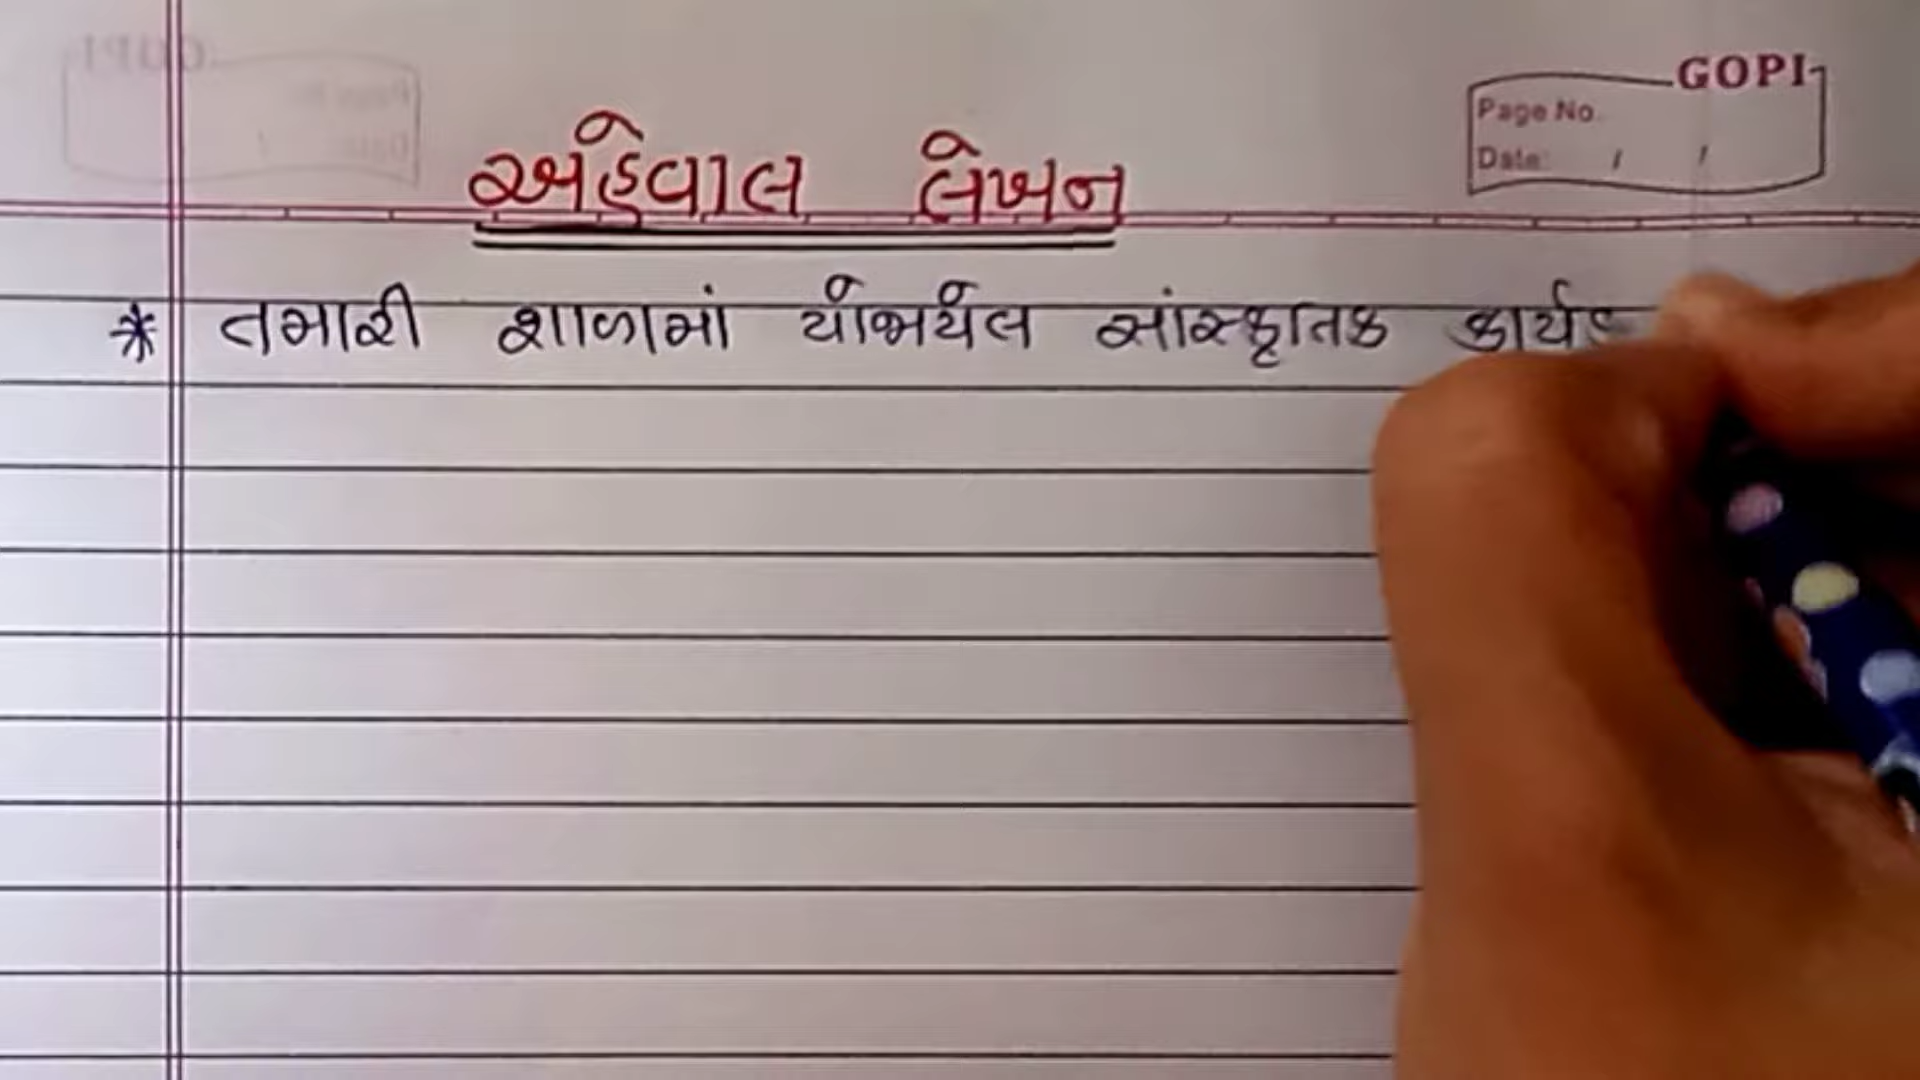 GOPI
Page No.
Date: / /
અહેવાલ લેખન
* તમારી શાળામાં યોજાયેલ સાંસ્કૃતિક